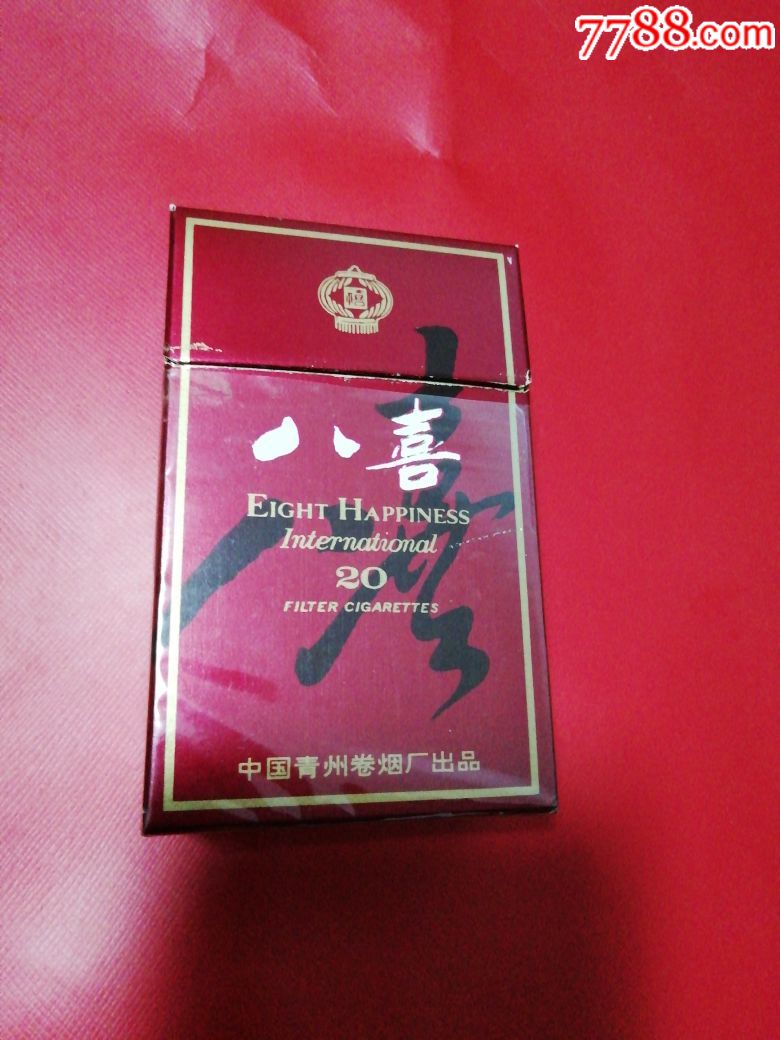 7788.com
八喜
EIGHT HAPPINESS
International
20
FILTER CIGARETTES
中国青州卷烟厂出品